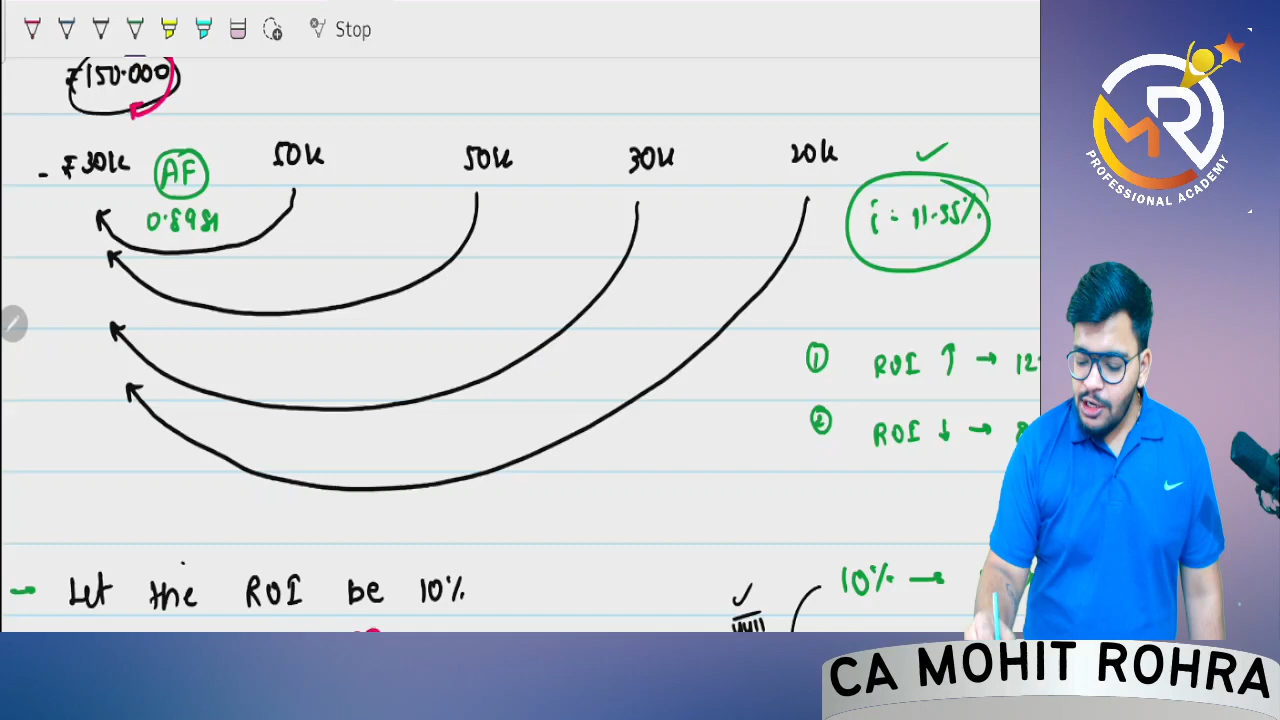 Stop
₹150.000
- ₹30k AF 50k 50k 30k 20k ✓
0.8981
i = 11.35%
① ROI ↑ → 12
② ROI ↓ → 8
→ Let the ROI be 10% ✓ 10% →
MR
PROFESSIONAL ACADEMY
CA MOHIT ROHRA